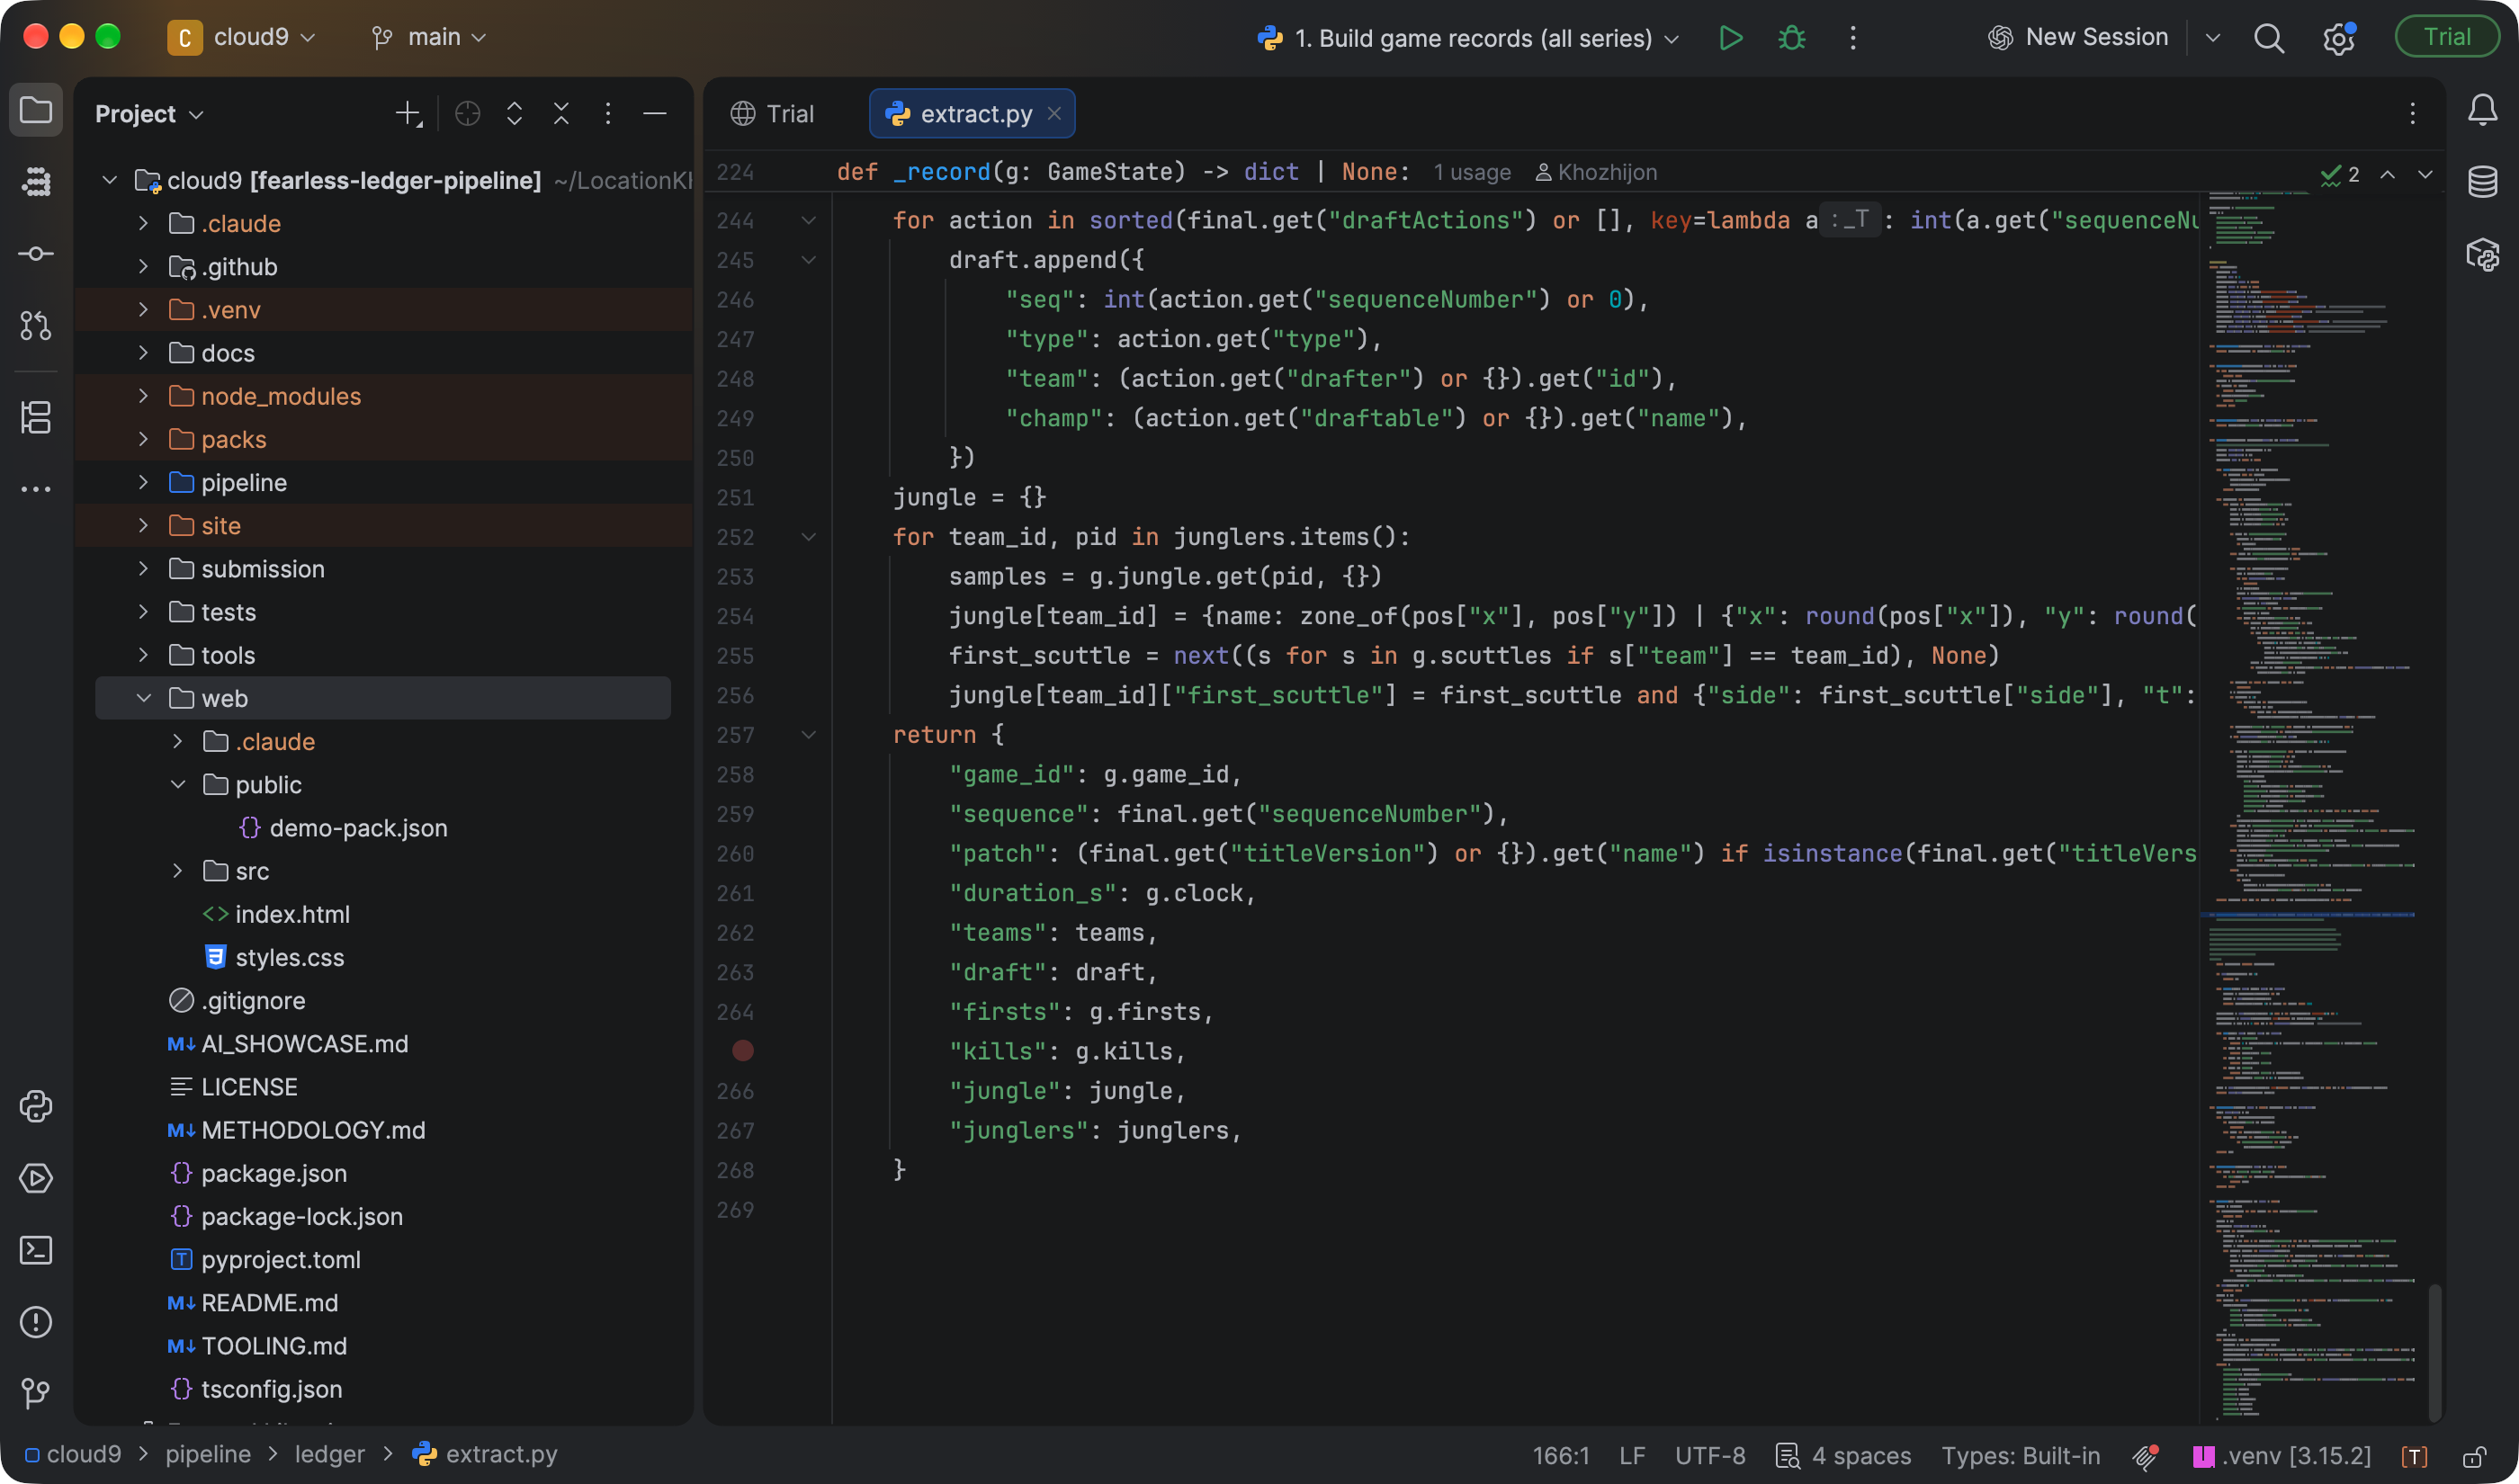 C cloud9 main 1. Build game records (all series) New Session Trial
Project
cloud9 [fearless-ledger-pipeline] ~/LocationKh
.claude
.github
.venv
docs
node_modules
packs
pipeline
site
submission
tests
tools
web
.claude
public
{} demo-pack.json
src
<> index.html
styles.css
.gitignore
M↓ AI_SHOWCASE.md
LICENSE
M↓ METHODOLOGY.md
{} package.json
{} package-lock.json
T pyproject.toml
M↓ README.md
M↓ TOOLING.md
{} tsconfig.json
Trial extract.py
224 def _record(g: GameState) -> dict | None: 1 usage Khozhijon 2
244 for action in sorted(final.get("draftActions") or [], key=lambda a : _T : int(a.get("sequenceNu
245 draft.append({
246 "seq": int(action.get("sequenceNumber") or 0),
247 "type": action.get("type"),
248 "team": (action.get("drafter") or {}).get("id"),
249 "champ": (action.get("draftable") or {}).get("name"),
250 })
251 jungle = {}
252 for team_id, pid in junglers.items():
253 samples = g.jungle.get(pid, {})
254 jungle[team_id] = {name: zone_of(pos["x"], pos["y"]) | {"x": round(pos["x"]), "y": round(
255 first_scuttle = next((s for s in g.scuttles if s["team"] == team_id), None)
256 jungle[team_id]["first_scuttle"] = first_scuttle and {"side": first_scuttle["side"], "t":
257 return {
258 "game_id": g.game_id,
259 "sequence": final.get("sequenceNumber"),
260 "patch": (final.get("titleVersion") or {}).get("name") if isinstance(final.get("titleVers
261 "duration_s": g.clock,
262 "teams": teams,
263 "draft": draft,
264 "firsts": g.firsts,
"kills": g.kills,
266 "jungle": jungle,
267 "junglers": junglers,
268 }
269
cloud9 > pipeline > ledger > extract.py 166:1 LF UTF-8 4 spaces Types: Built-in .venv [3.15.2] [T]